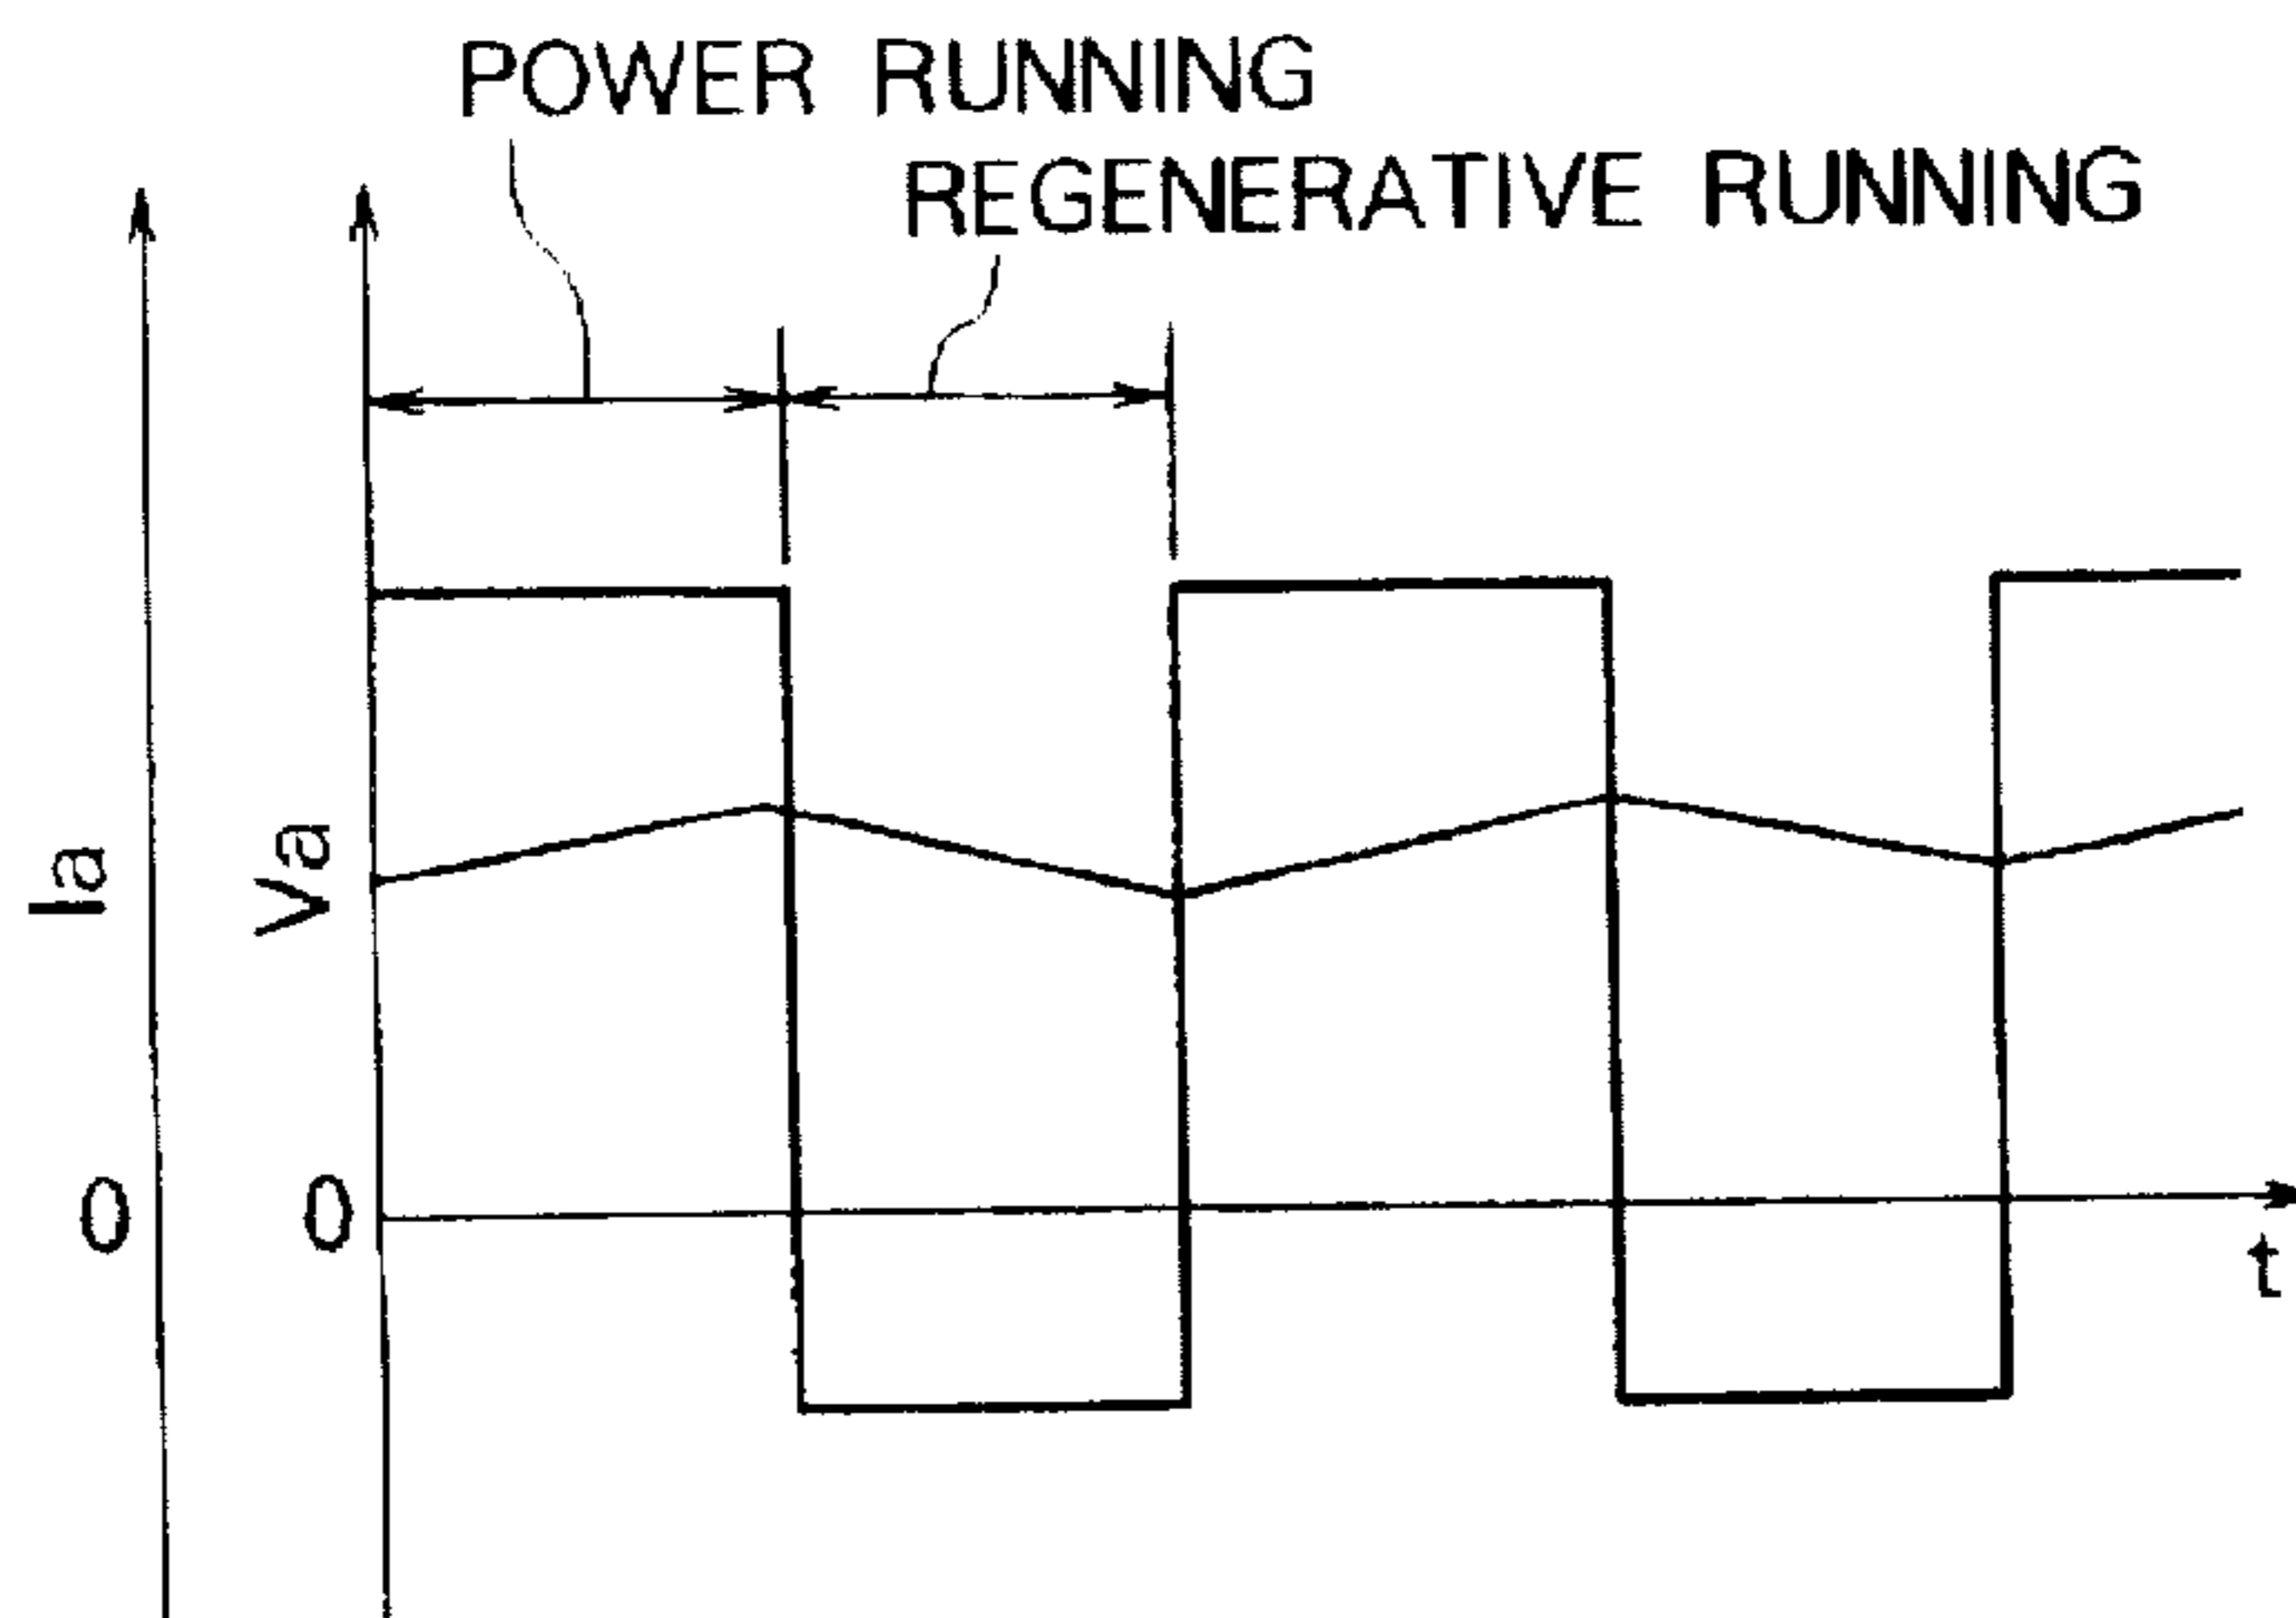 POWER RUNNING
REGENERATIVE RUNNING
Ia
Va
0
0
t